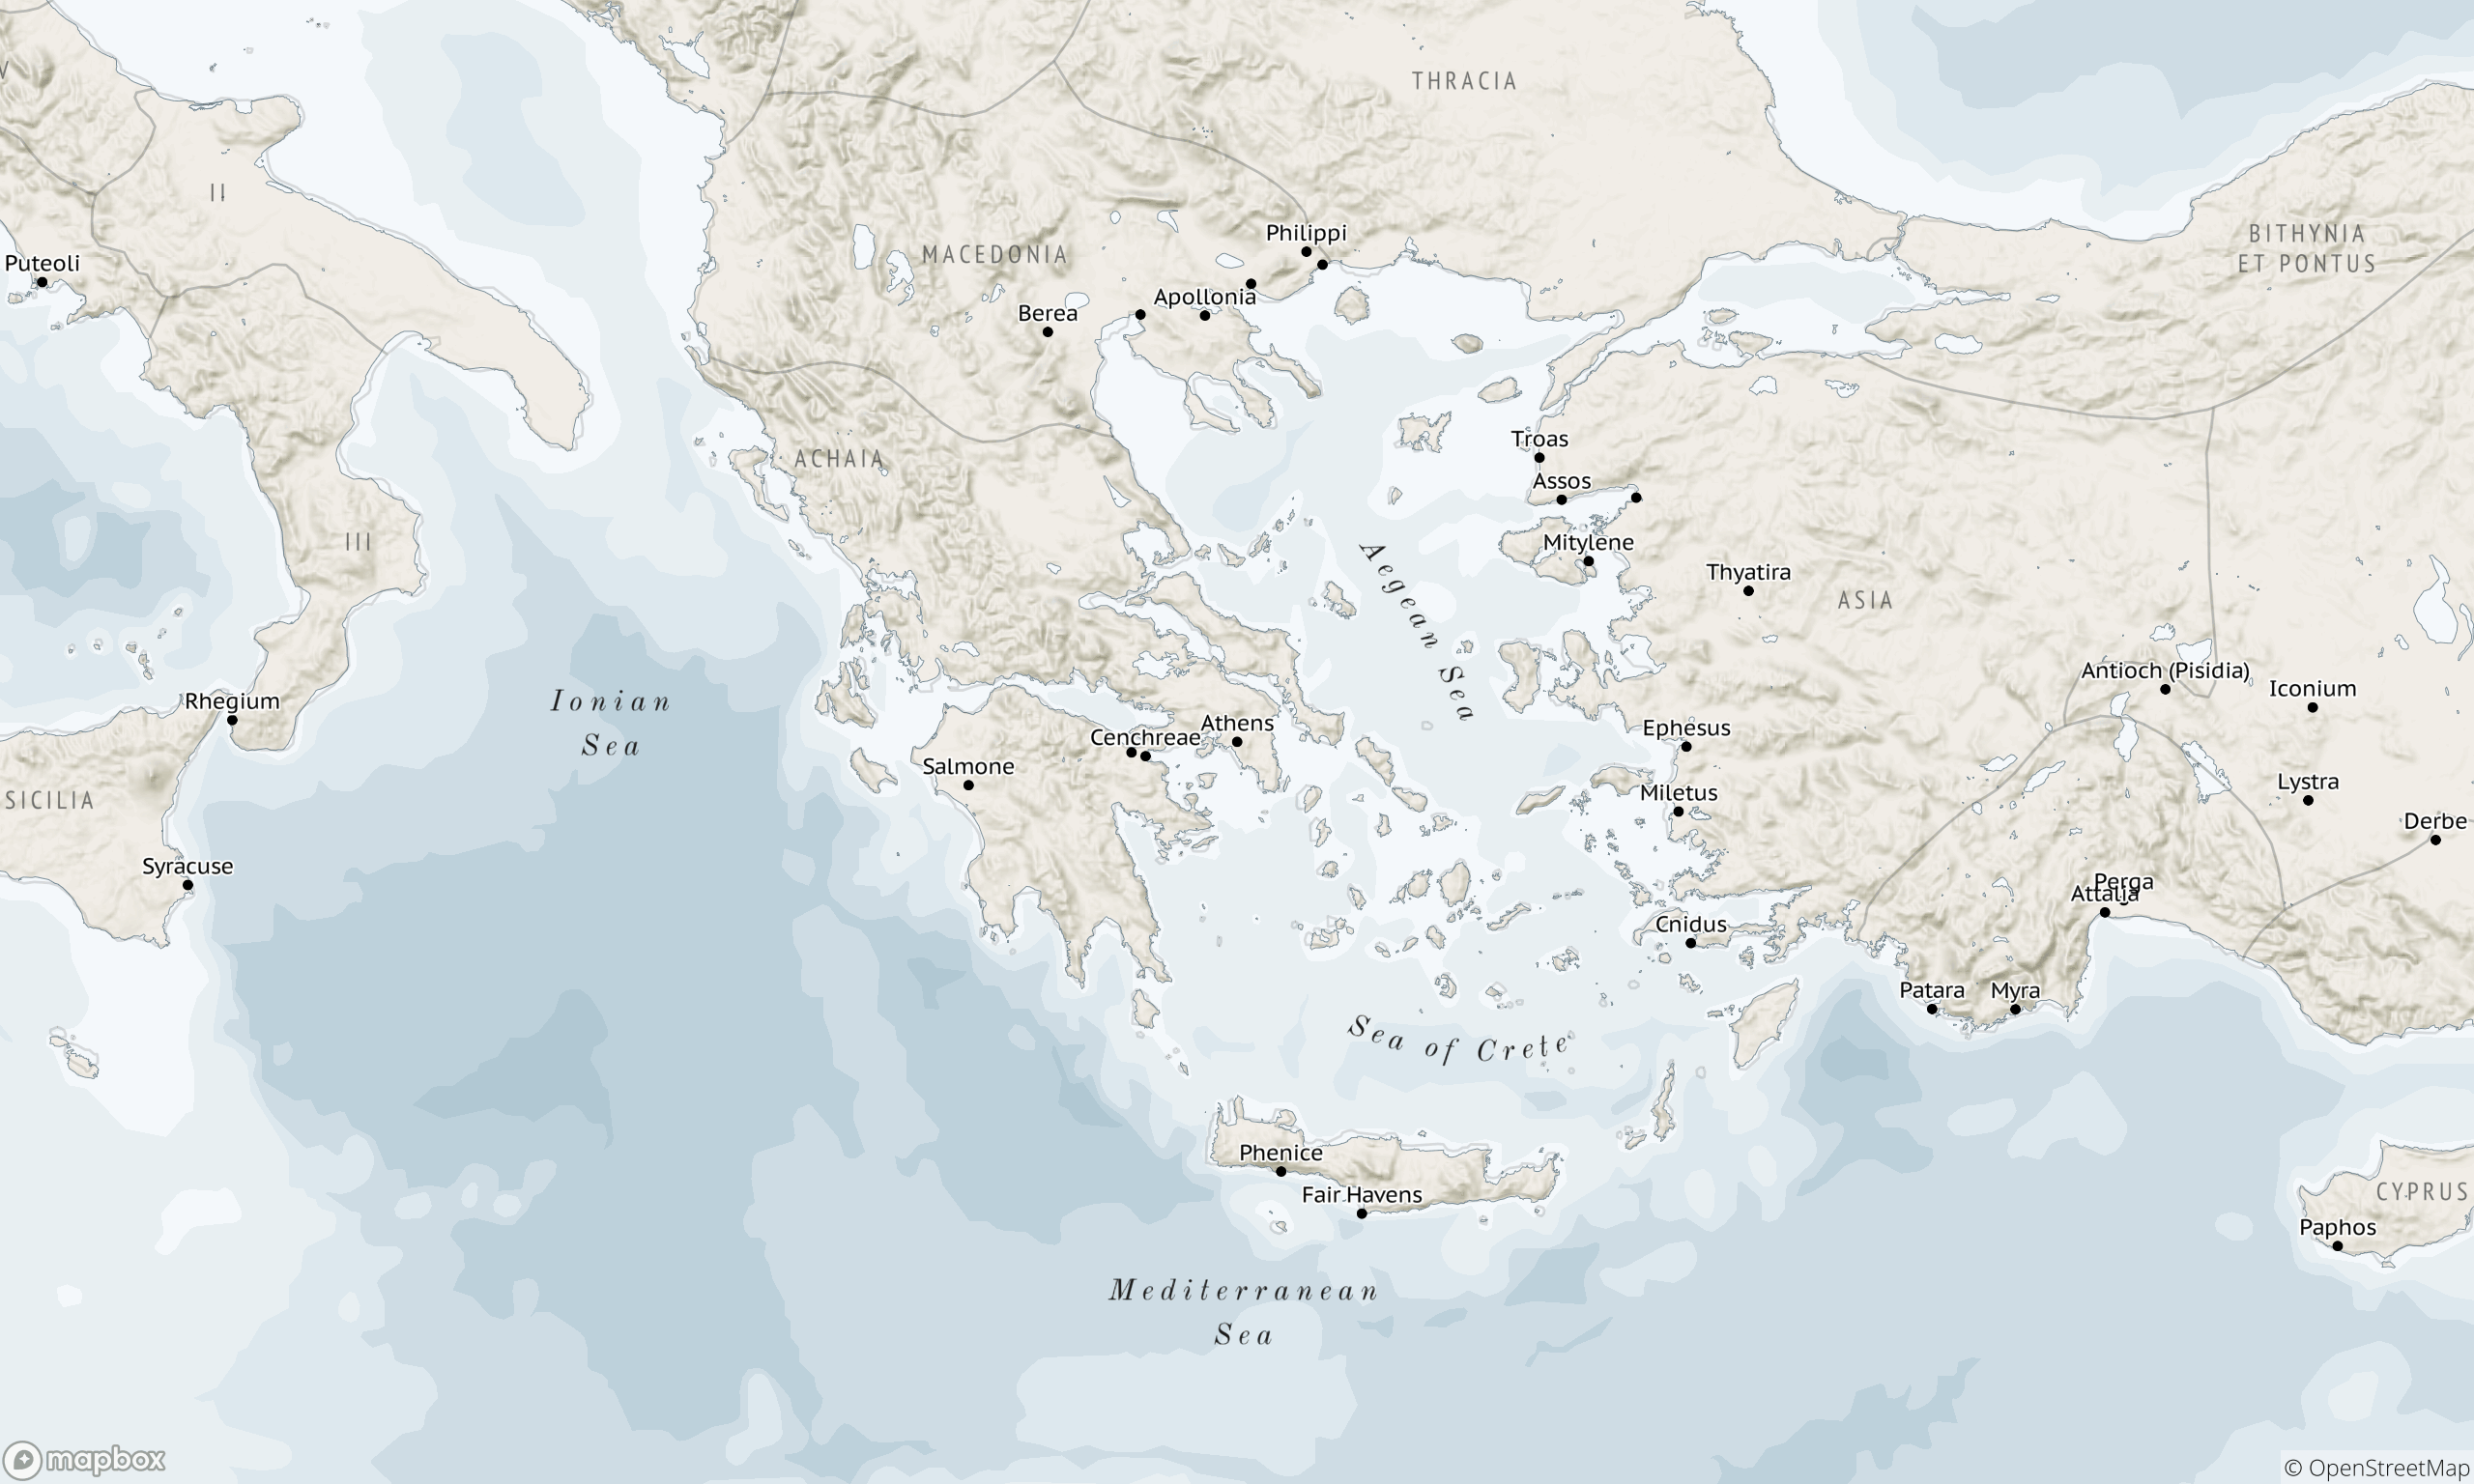 THRACIA
V
II
BITHYNIA
ET PONTUS
Philippi
MACEDONIA
Puteoli
Apollonia
Berea
Troas
ACHAIA
Assos
III
Mitylene
Thyatira
ASIA
Aegean Sea
Antioch (Pisidia)
Iconium
Rhegium
Ionian
Sea
Athens
Ephesus
Cenchreae
Salmone
Lystra
Miletus
SICILIA
Derbe
Syracuse
Perga
Attalia
Cnidus
Patara
Myra
Sea of Crete
Phenice
Fair Havens
CYPRUS
Paphos
Mediterranean
Sea
mapbox
© OpenStreetMap